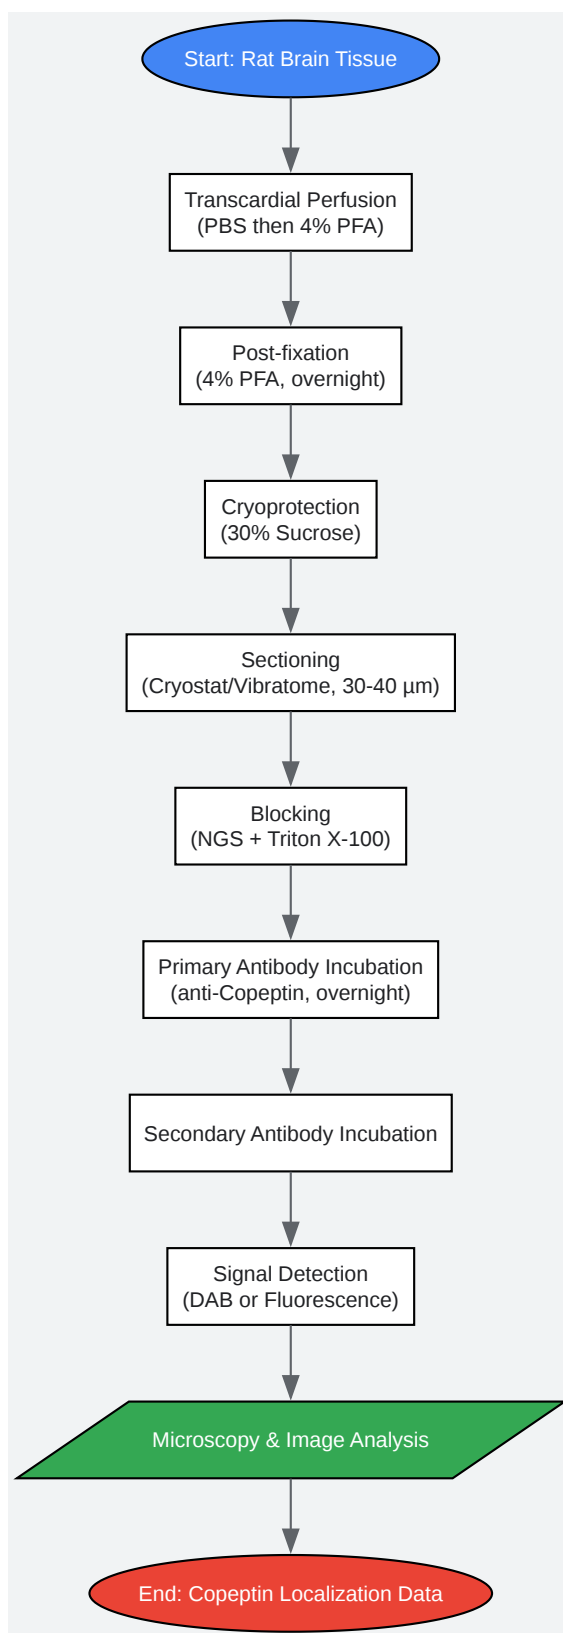 Start: Rat Brain Tissue
Transcardial Perfusion
(PBS then 4% PFA)
Post-fixation
(4% PFA, overnight)
Cryoprotection
(30% Sucrose)
Sectioning
(Cryostat/Vibratome, 30-40 µm)
Blocking
(NGS + Triton X-100)
Primary Antibody Incubation
(anti-Copeptin, overnight)
Secondary Antibody Incubation
Signal Detection
(DAB or Fluorescence)
Microscopy & Image Analysis
End: Copeptin Localization Data